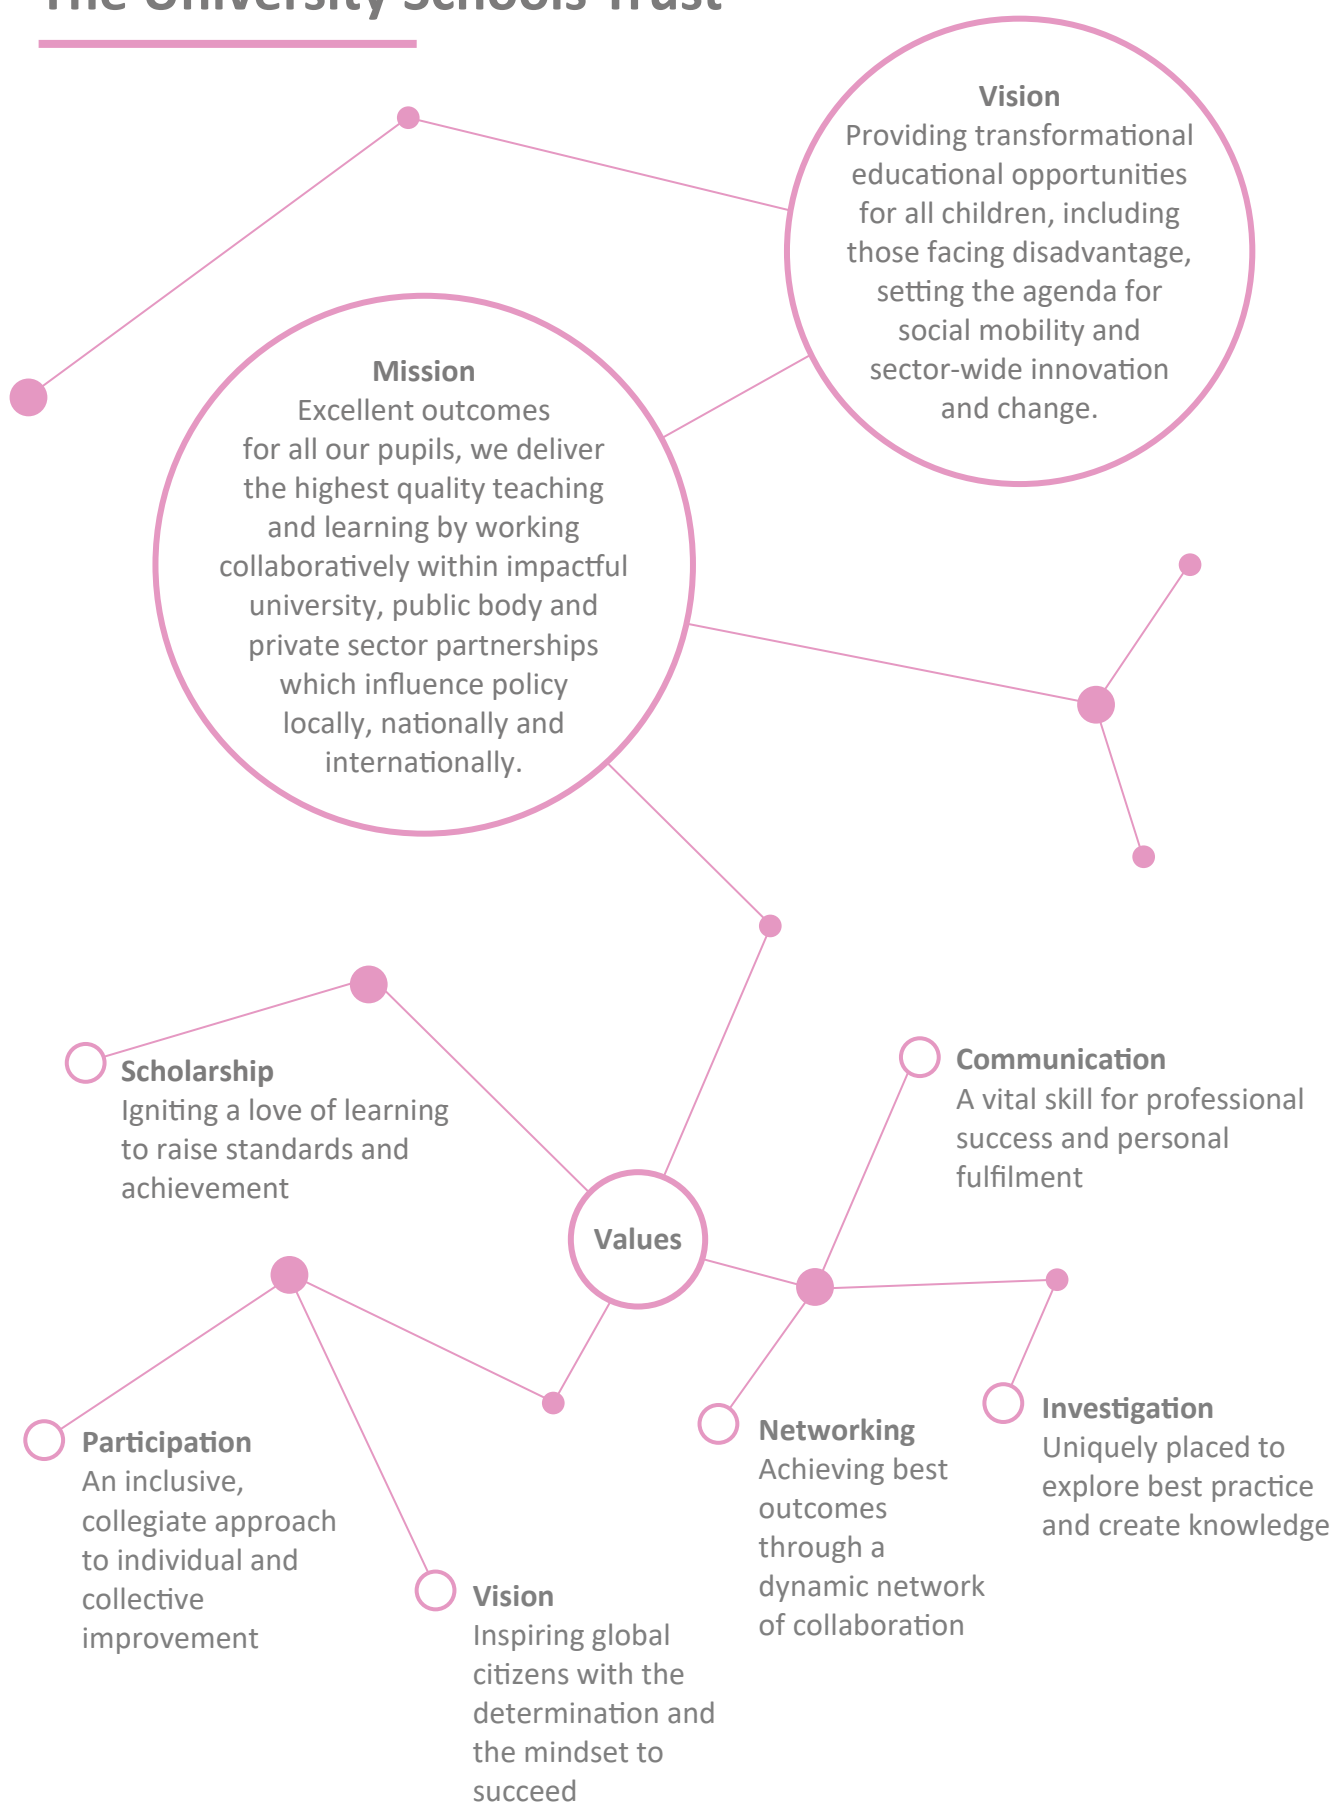 The University Schools Trust
Vision
Providing transformational
educational opportunities
for all children, including
those facing disadvantage,
setting the agenda for
social mobility and
sector-wide innovation
and change.
Mission
Excellent outcomes
for all our pupils, we deliver
the highest quality teaching
and learning by working
collaboratively within impactful
university, public body and
private sector partnerships
which influence policy
locally, nationally and
internationally.
Scholarship
Igniting a love of learning
to raise standards and
achievement
Communication
A vital skill for professional
success and personal
fulfilment
Values
Participation
An inclusive,
collegiate approach
to individual and
collective
improvement
Vision
Inspiring global
citizens with the
determination and
the mindset to
succeed
Networking
Achieving best
outcomes
through a
dynamic network
of collaboration
Investigation
Uniquely placed to
explore best practice
and create knowledge